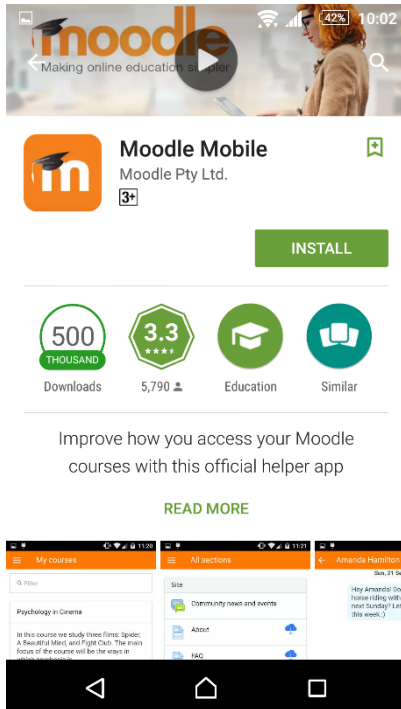 42% 10:02
moodle
Making online education simpler
m
Moodle Mobile
Moodle Pty Ltd.
3+
INSTALL
500
THOUSAND
3.3
Downloads
5,790
Education
Similar
Improve how you access your Moodle
courses with this official helper app
READ MORE
11:20
My courses
Filter
Psychology in Cinema
In this course we study three films: Spider,
A Beautiful Mind, and Fight Club. The main
focus of the course will be the ways in
which psychosis is
11:21
All sections
Site
Community news and events
About
FAQ
Amanda Hamilton
Sun, 21 Se
Hey Amanda! Do
horse riding with
next Sunday? Let
this week :)